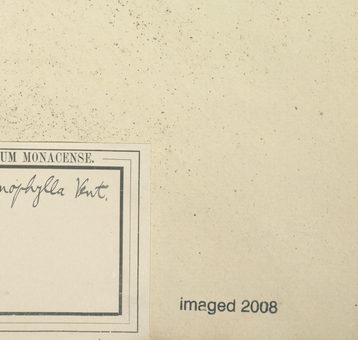 UM MONACENSE.
nophylla Vent.
imaged 2008